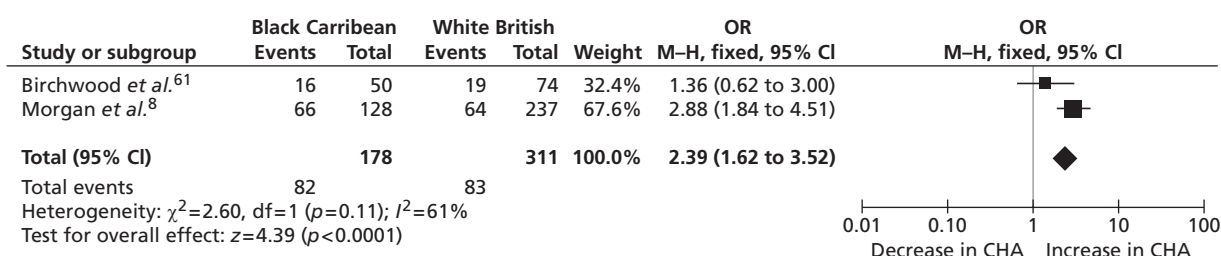 Black Carribean White British OR OR
Study or subgroup Events Total Events Total Weight M–H, fixed, 95% CI M–H, fixed, 95% CI
Birchwood et al.61 16 50 19 74 32.4% 1.36 (0.62 to 3.00)
Morgan et al.8 66 128 64 237 67.6% 2.88 (1.84 to 4.51)
Total (95% CI) 178 311 100.0% 2.39 (1.62 to 3.52)
Total events 82 83
Heterogeneity: χ2=2.60, df=1 (p=0.11); I2=61%
Test for overall effect: z=4.39 (p<0.0001)
0.01 0.10 1 10 100
Decrease in CHA Increase in CHA